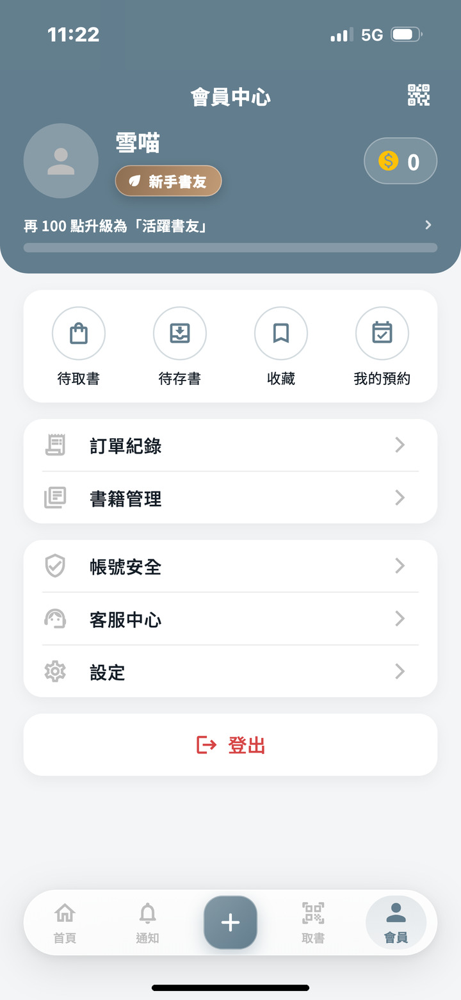 11:22
5G
會員中心
雪喵
新手書友
0
再 100 點升級為「活躍書友」
待取書
待存書
收藏
我的預約
訂單紀錄
書籍管理
帳號安全
客服中心
設定
登出
首頁
通知
取書
會員